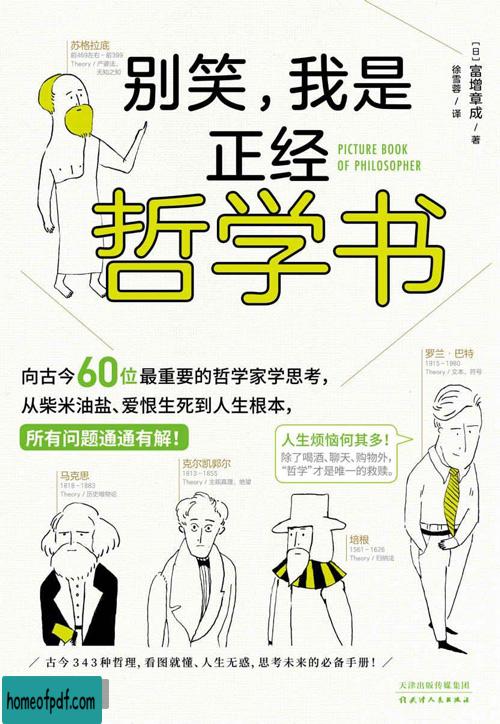 苏格拉底
前469左右-前399
Theory / 产婆法、
无知之知
别笑，我是
正经
哲学书
PICTURE BOOK
OF PHILOSOPHER
[日] 富增章成 / 著
徐雪蓉 / 译
向古今60位最重要的哲学家学思考，
从柴米油盐、爱恨生死到人生根本，
所有问题通通有解！
罗兰·巴特
1915-1980
Theory / 文本、符号
人生烦恼何其多！
除了喝酒、聊天、购物外，
“哲学”才是唯一的救赎。
马克思
1818-1883
Theory / 历史唯物论
克尔凯郭尔
1813-1855
Theory / 主观真理、绝望
培根
1561-1626
Theory / 归纳法
古今343种哲理，看图就懂、人生无惑，思考未来的必备手册！
天津出版传媒集团
天津人民出版社
homeofpdf.com